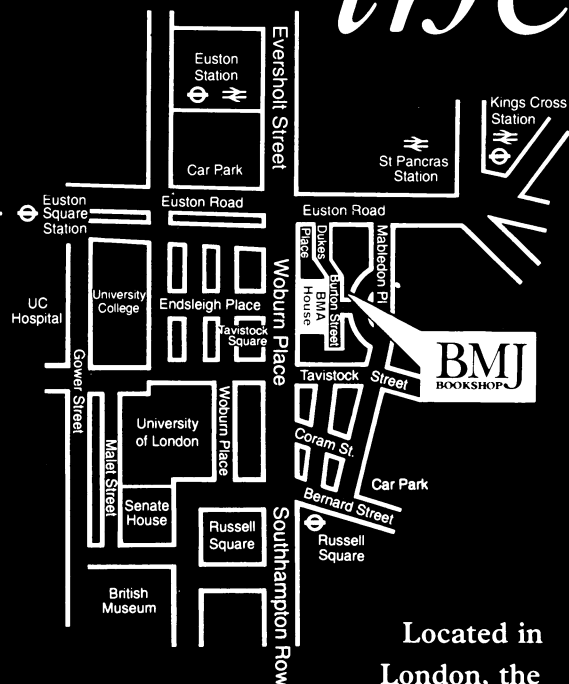 the
Euston
Station
Eversholt Street
Car Park
Kings Cross
Station
St Pancras
Station
Euston
Square
Station
Euston Road
Euston Road
Dukes
Place
Mabledon Pl
Burton Street
BMA
House
UC
Hospital
University
College
Endsleigh Place
Tavistock
Square
Woburn Place
BMJ
BOOKSHOP
Tavistock Street
Gower Street
Malet Street
University
of London
Woburn Place
Coram St.
Car Park
Bernard Street
Senate
House
Russell
Square
Southhampton Row
Russell
Square
British
Museum
Located in
London, the